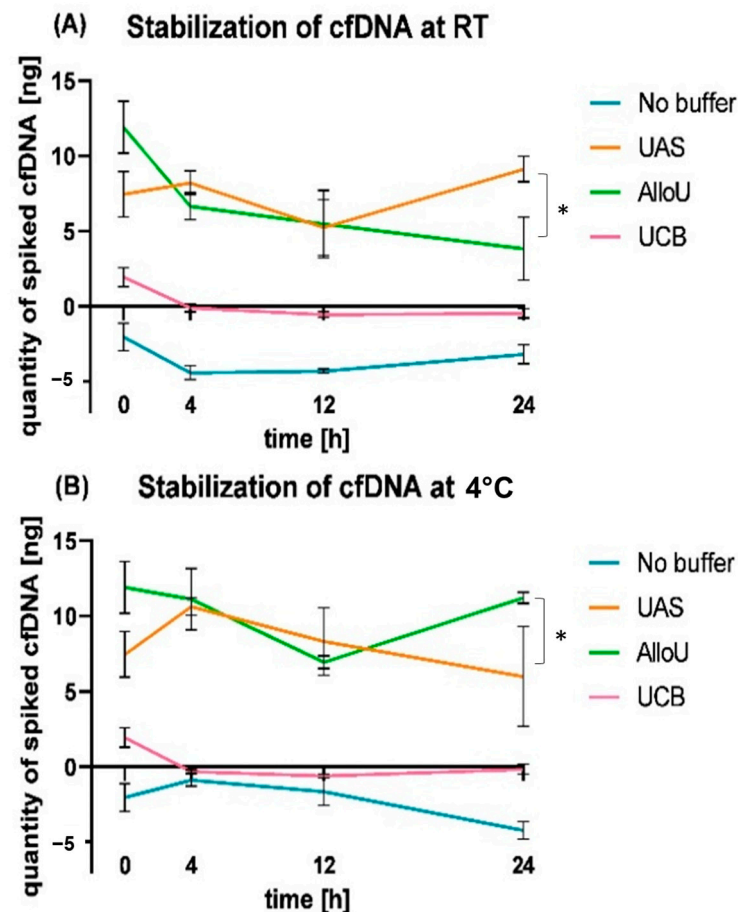 (A) Stabilization of cfDNA at RT
quantity of spiked cfDNA [ng]
15
10
5
0
−5
0 4 12 24
time [h]
No buffer
UAS
AlloU
UCB
*
(B) Stabilization of cfDNA at 4°C
quantity of spiked cfDNA [ng]
15
10
5
0
−5
0 4 12 24
time [h]
No buffer
UAS
AlloU
UCB
*